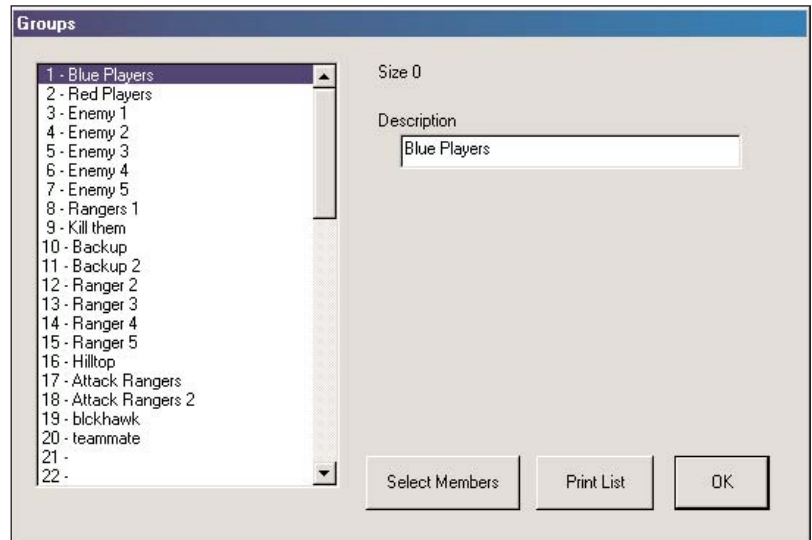 Groups
1 - Blue Players
2 - Red Players
3 - Enemy 1
4 - Enemy 2
5 - Enemy 3
6 - Enemy 4
7 - Enemy 5
8 - Rangers 1
9 - Kill them
10 - Backup
11 - Backup 2
12 - Ranger 2
13 - Ranger 3
14 - Ranger 4
15 - Ranger 5
16 - Hilltop
17 - Attack Rangers
18 - Attack Rangers 2
19 - blckhawk
20 - teammate
21 -
22 -
Size 0
Description
Blue Players
Select Members
Print List
OK